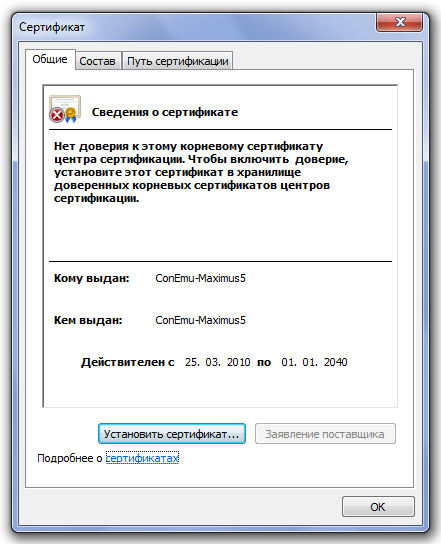 Сертификат
Общие Состав Путь сертификации
Сведения о сертификате
Нет доверия к этому корневому сертификату
центра сертификации. Чтобы включить доверие,
установите этот сертификат в хранилище
доверенных корневых сертификатов центров
сертификации.
Кому выдан: ConEmu-Maximus5
Кем выдан: ConEmu-Maximus5
Действителен с 25. 03. 2010 по 01. 01. 2040
Установить сертификат... Заявление поставщика
Подробнее о сертификатах
ОК